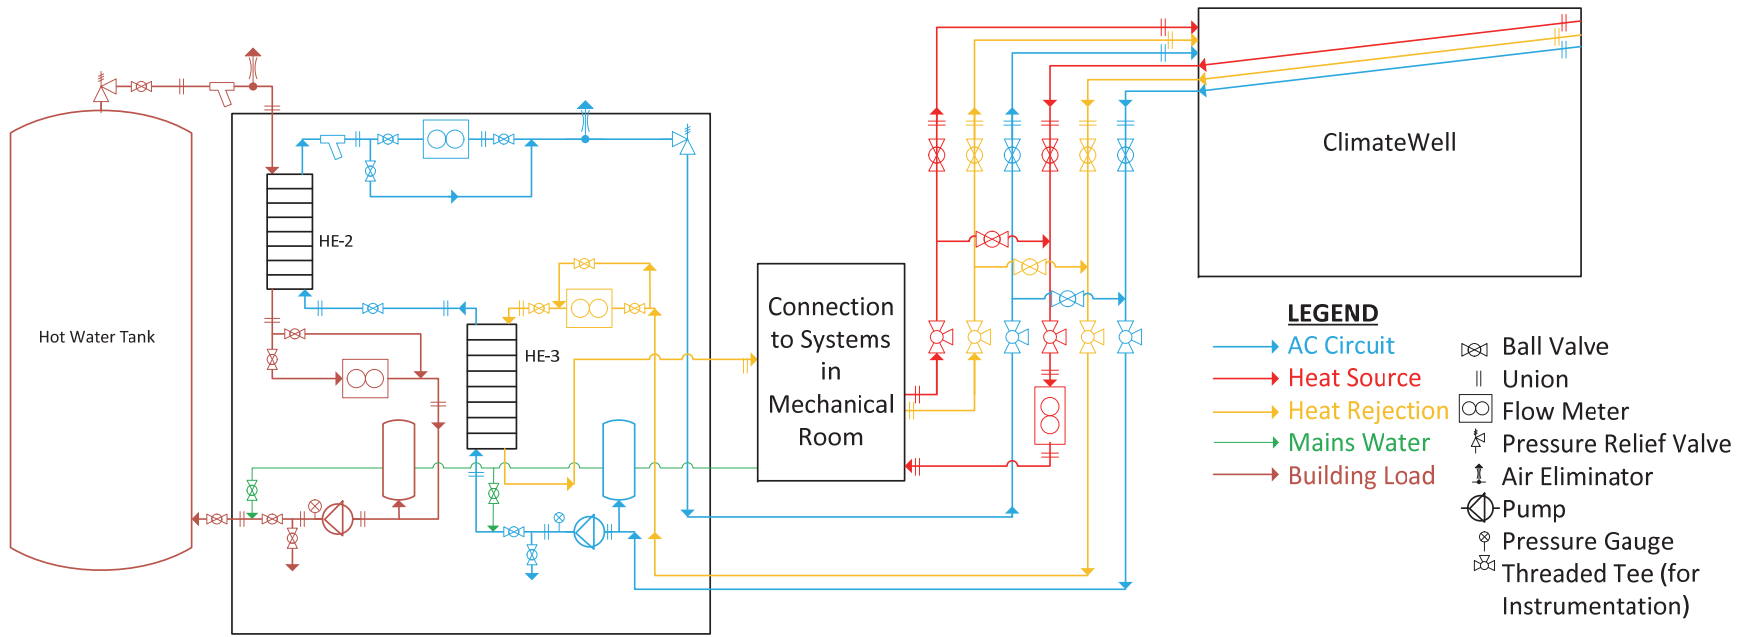 ClimateWell
HE-2
Hot Water Tank
HE-3
Connection
to Systems
in
Mechanical
Room
LEGEND
AC Circuit
Heat Source
Heat Rejection
Mains Water
Building Load
Ball Valve
Union
Flow Meter
Pressure Relief Valve
Air Eliminator
Pump
Pressure Gauge
Threaded Tee (for
Instrumentation)